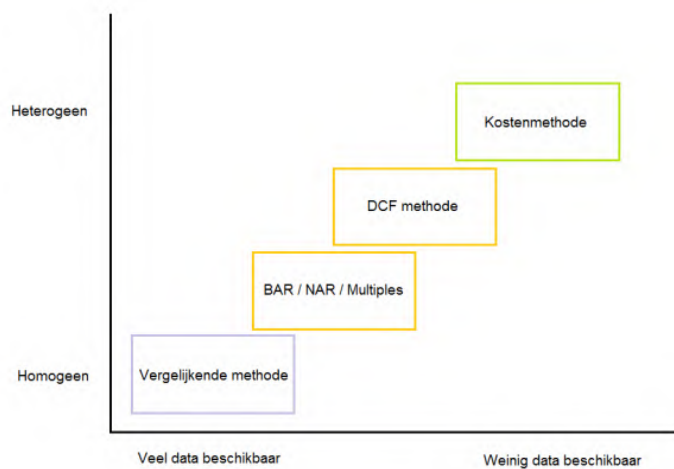 Heterogeen
Kostenmethode
DCF methode
BAR / NAR / Multiples
Homogeen
Vergelijkende methode
Veel data beschikbaar
Weinig data beschikbaar